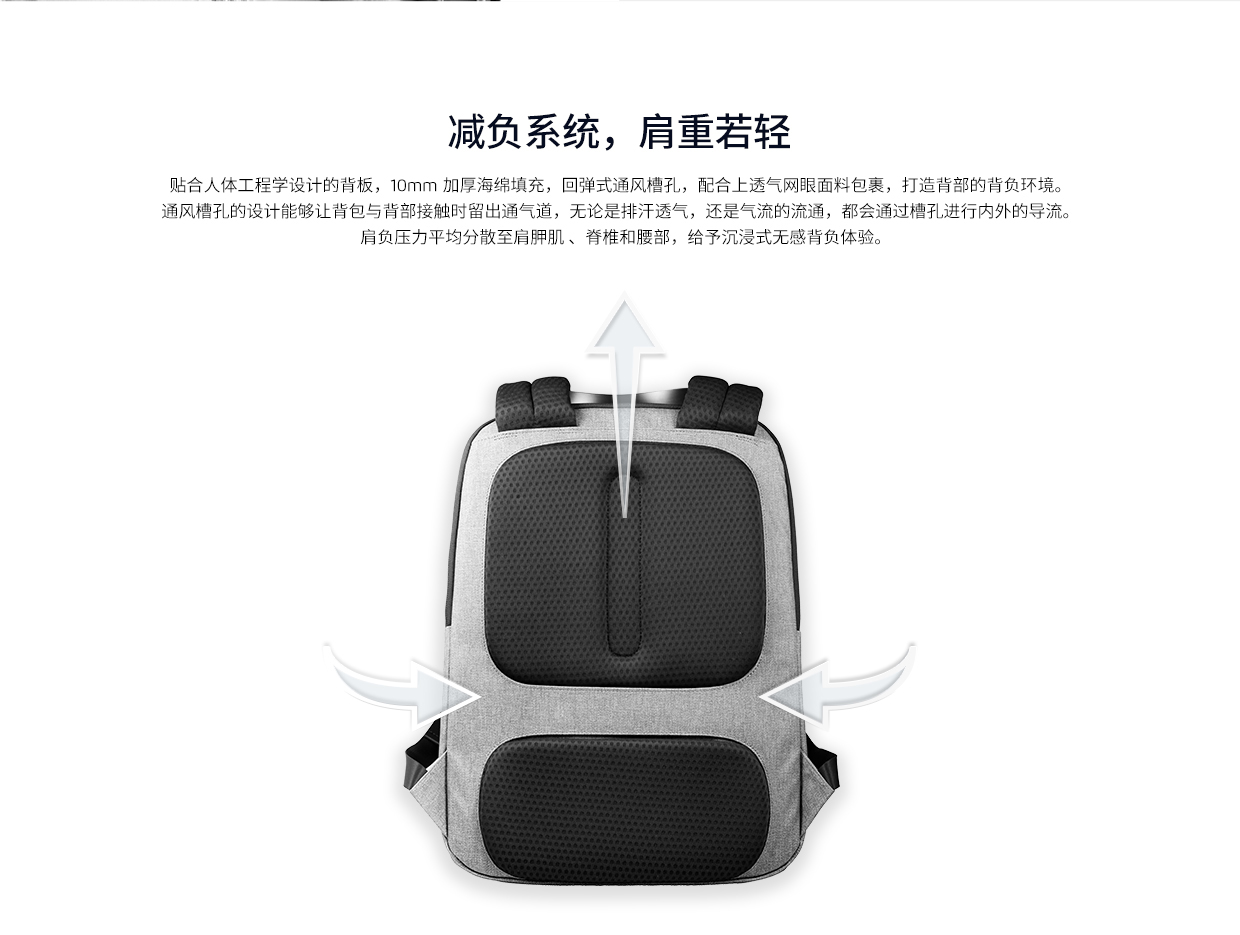 减负系统，肩重若轻
贴合人体工程学设计的背板，10mm 加厚海绵填充，回弹式通风槽孔，配合上透气网眼面料包裹，打造背部的背负环境。
通风槽孔的设计能够让背包与背部接触时留出通气道，无论是排汗透气，还是气流的流通，都会通过槽孔进行内外的导流。
肩负压力平均分散至肩胛肌 、脊椎和腰部，给予沉浸式无感背负体验。